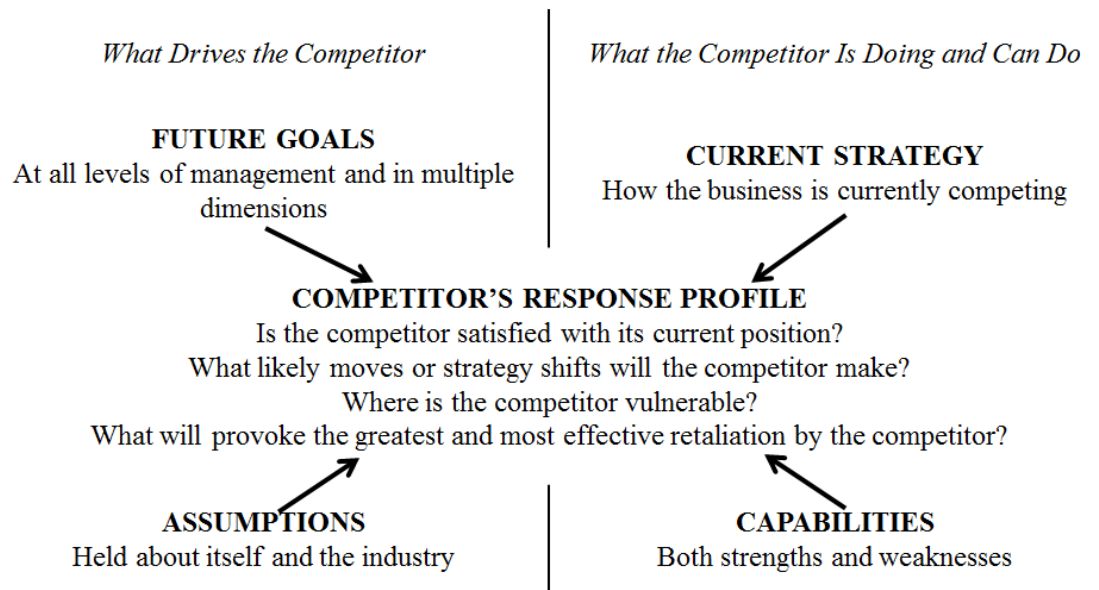 What Drives the Competitor
What the Competitor Is Doing and Can Do
FUTURE GOALS
At all levels of management and in multiple
dimensions
CURRENT STRATEGY
How the business is currently competing
COMPETITOR’S RESPONSE PROFILE
Is the competitor satisfied with its current position?
What likely moves or strategy shifts will the competitor make?
Where is the competitor vulnerable?
What will provoke the greatest and most effective retaliation by the competitor?
ASSUMPTIONS
Held about itself and the industry
CAPABILITIES
Both strengths and weaknesses